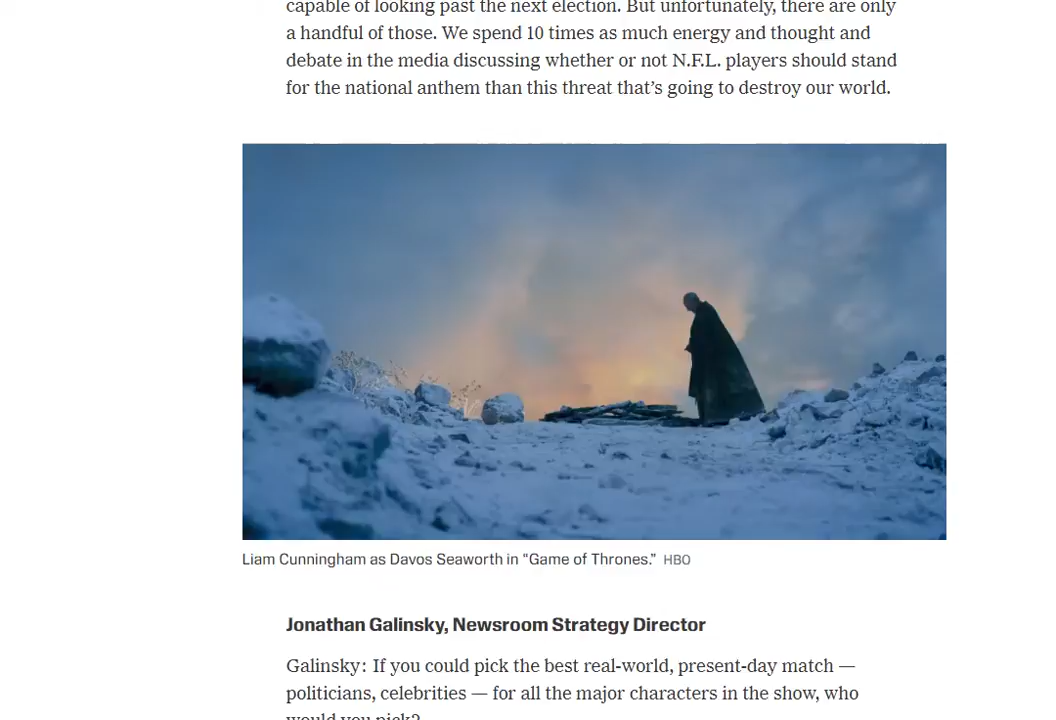 capable of looking past the next election. But unfortunately, there are only
a handful of those. We spend 10 times as much energy and thought and
debate in the media discussing whether or not N.F.L. players should stand
for the national anthem than this threat that’s going to destroy our world.
Liam Cunningham as Davos Seaworth in "Game of Thrones." HBO
Jonathan Galinsky, Newsroom Strategy Director
Galinsky: If you could pick the best real-world, present-day match —
politicians, celebrities — for all the major characters in the show, who
would you pick?